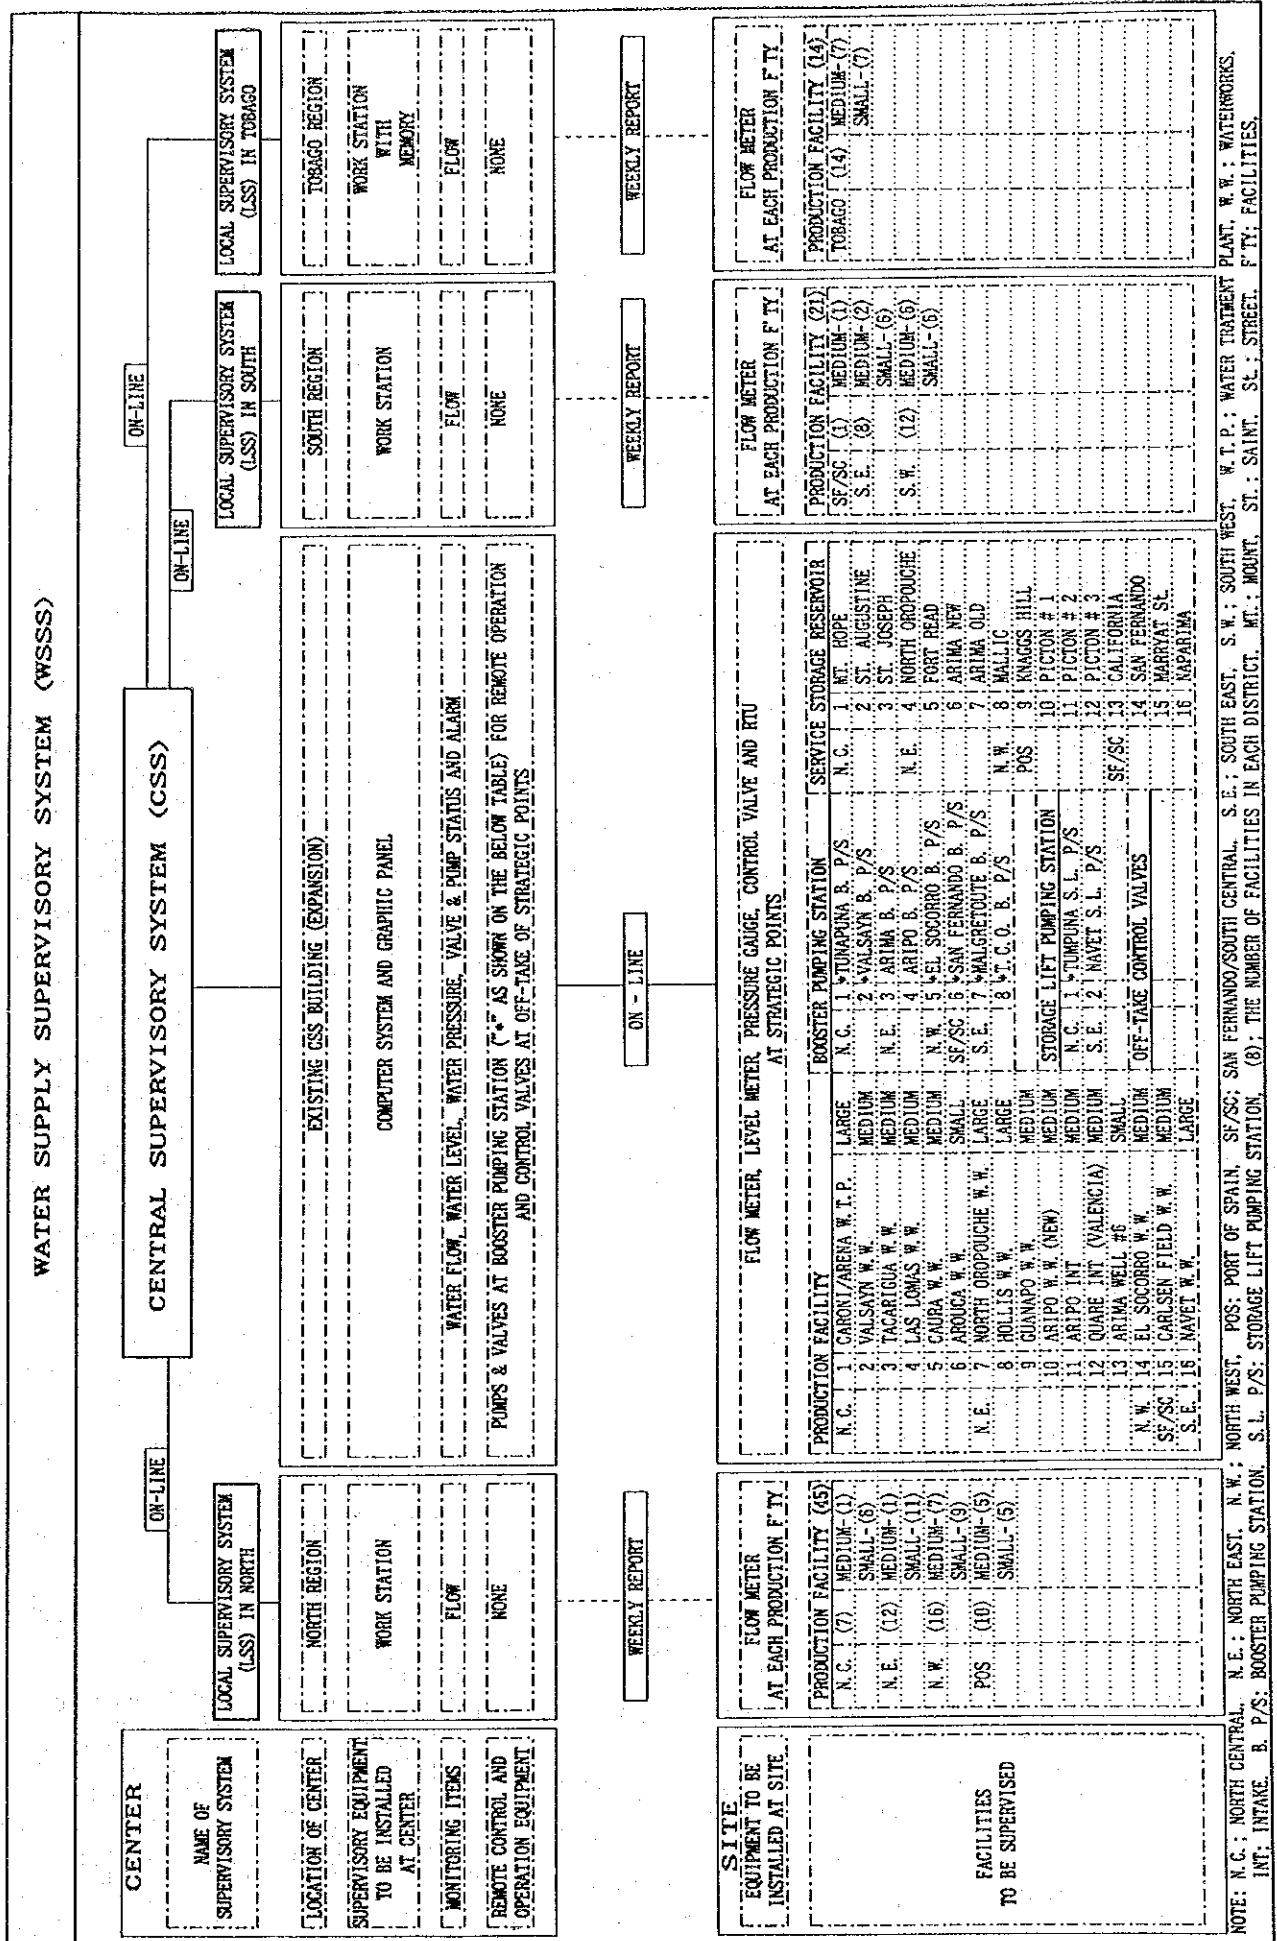 WATER SUPPLY SUPERVISORY SYSTEM (WSSS)
CENTER
NAME OF
SUPERVISORY SYSTEM
LOCATION OF CENTER
SUPERVISORY EQUIPMENT
TO BE INSTALLED
AT CENTER
MONITORING ITEMS
REMOTE CONTROL AND
OPERATION EQUIPMENT
SITE
EQUIPMENT TO BE
INSTALLED AT SITE
FACILITIES
TO BE SUPERVISED
ON-LINE
LOCAL SUPERVISORY SYSTEM
(LSS) IN NORTH
NORTH REGION
WORK STATION
FLOW
NONE
WEEKLY REPORT
FLOW METER
AT EACH PRODUCTION F'TY
PRODUCTION FACILITY (45)
N.C. (7) MEDIUM-(1)
SMALL-(6)
N.E. (12) MEDIUM-(1)
SMALL-(11)
N.W. (16) MEDIUM-(7)
SMALL-(9)
POS (10) MEDIUM-(5)
SMALL-(5)
CENTRAL SUPERVISORY SYSTEM (CSS)
EXISTING CSS BUILDING (EXPANSION)
COMPUTER SYSTEM AND GRAPHIC PANEL
WATER FLOW, WATER LEVEL, WATER PRESSURE, VALVE & PUMP STATUS AND ALARM
PUMPS & VALVES AT BOOSTER PUMPING STATION ("*" AS SHOWN ON THE BELOW TABLE) FOR REMOTE OPERATION
AND CONTROL VALVES AT OFF-TAKE OF STRATEGIC POINTS
ON - LINE
FLOW METER, LEVEL METER, PRESSURE GAUGE, CONTROL VALVE AND RTU
AT STRATEGIC POINTS
PRODUCTION FACILITY
N.C. 1 CARONI/ARENA W.T.P. LARGE
2 VALSAYN W.W. MEDIUM
3 TACARIGUA W.W. MEDIUM
4 LAS LOMAS W.W. MEDIUM
5 CAURA W.W. MEDIUM
6 AROUCA W.W. SMALL
N.E. 7 NORTH OROPOUCHE W.W. LARGE
8 HOLLIS W.W. LARGE
9 GUANAPO W.W. MEDIUM
10 ARIPO W.W. (NEW) MEDIUM
11 ARIPO INT MEDIUM
12 QUARE INT (VALENCIA) MEDIUM
13 ARIMA WELL #6 SMALL
N.W. 14 EL SOCORRO W.W. MEDIUM
SF/SC 15 CARLSEN FIELD W.W. MEDIUM
S.E. 16 NAVET W.W. LARGE
BOOSTER PUMPING STATION
N.C. 1 *TUNAPUNA B. P/S
2 *VALSAYN B. P/S
N.E. 3 ARIMA B. P/S
4 ARIPO B. P/S
N.W. 5 *EL SOCORRO B. P/S
SF/SC 6 *SAN FERNANDO B. P/S
S.E. 7 *MALGRETOUTE B. P/S
8 *T.C.O. B. P/S
STORAGE LIFT PUMPING STATION
N.C. 1 *TUMPUNA S.L. P/S
S.E. 2 NAVET S.L. P/S
OFF-TAKE CONTROL VALVES
SERVICE STORAGE RESERVOIR
N.C. 1 MT. HOPE
2 ST. AUGUSTINE
3 ST. JOSEPH
N.E. 4 NORTH OROPOUCHE
5 FORT READ
6 ARIMA NEW
7 ARIMA OLD
N.W. 8 MALLIC
POS 9 KNAGGS HILL
10 PICTON # 1
11 PICTON # 2
12 PICTON # 3
SF/SC 13 CALIFORNIA
14 SAN FERNANDO
15 MARRYAT St.
16 NAPARIMA
ON-LINE
LOCAL SUPERVISORY SYSTEM
(LSS) IN SOUTH
SOUTH REGION
WORK STATION
FLOW
NONE
WEEKLY REPORT
FLOW METER
AT EACH PRODUCTION F'TY
PRODUCTION FACILITY (21)
SF/SC (1) MEDIUM-(1)
S.E. (8) MEDIUM-(2)
SMALL-(6)
S.W. (12) MEDIUM-(6)
SMALL-(6)
ON-LINE
LOCAL SUPERVISORY SYSTEM
(LSS) IN TOBAGO
TOBAGO REGION
WORK STATION
WITH
MEMORY
FLOW
NONE
WEEKLY REPORT
FLOW METER
AT EACH PRODUCTION F'TY
PRODUCTION FACILITY (14)
TOBAGO (14) MEDIUM-(7)
SMALL-(7)
NOTE: N.C.; NORTH CENTRAL, N.E.; NORTH EAST, N.W.; NORTH WEST, POS; PORT OF SPAIN, SF/SC; SAN FERNANDO/SOUTH CENTRAL, S.E.; SOUTH EAST, S.W.; SOUTH WEST, W.T.P.; WATER TRATMENT PLANT, W.W.; WATERWORKS,
INT; INTAKE, B. P/S; BOOSTER PUMPING STATION, S.L. P/S; STORAGE LIFT PUMPING STATION, (8); THE NUMBER OF FACILITIES IN EACH DISTRICT, MT.; MOUNT, ST.; SAINT, St.; STREET, F'TY; FACILITIES,